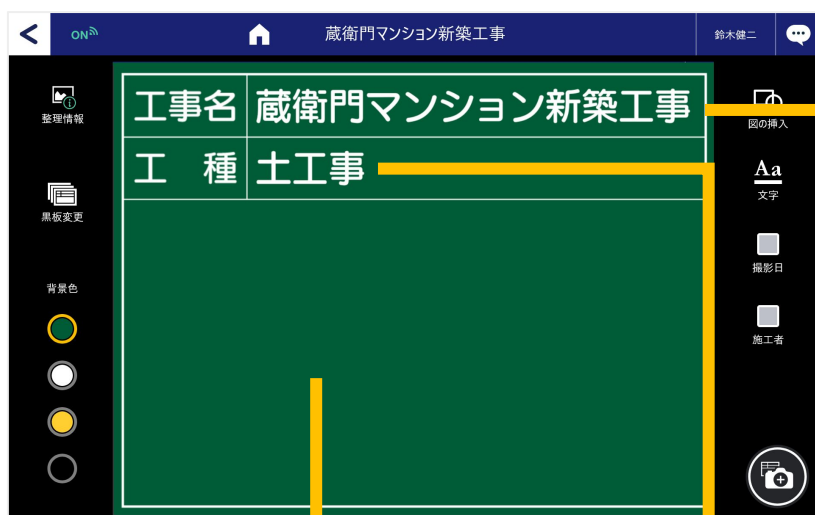 ON
蔵衛門マンション新築工事
鈴木健二
整理情報
黒板変更
背景色
工事名 蔵衛門マンション新築工事
工 種 土工事
図の挿入
Aa
文字
撮影日
施工者